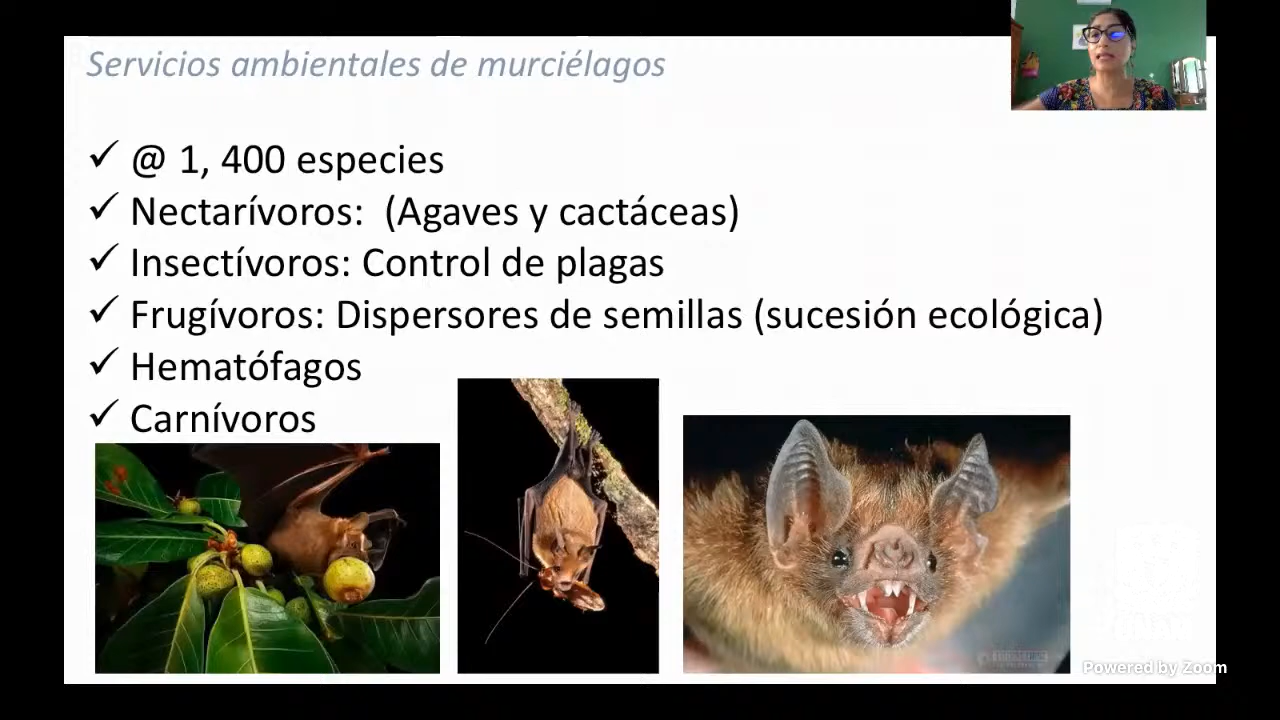 Servicios ambientales de murciélagos
✓ @ 1, 400 especies
✓ Nectarívoros: (Agaves y cactáceas)
✓ Insectívoros: Control de plagas
✓ Frugívoros: Dispersores de semillas (sucesión ecológica)
✓ Hematófagos
✓ Carnívoros
Powered by Zoom